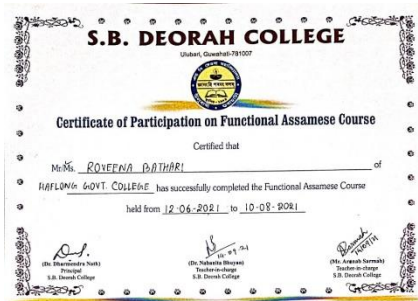 S.B. DEORAH COLLEGE
Ulubari, Guwahati-781007
Certificate of Participation on Functional Assamese Course
Certified that
Mr/Ms. ROVEENA BATHARI of
HAFLONG GOVT. COLLEGE has successfully completed the Functional Assamese Course
held from 12-06-2021 to 10-08-2021
(Dr. Dharmendra Nath)
Principal
S.B. Deorah College
(Dr. Nabanita Bhuyan)
Teacher-in-charge
S.B. Deorah College
(Mr. Arunab Sarmah)
Teacher-in-charge
S.B. Deorah College